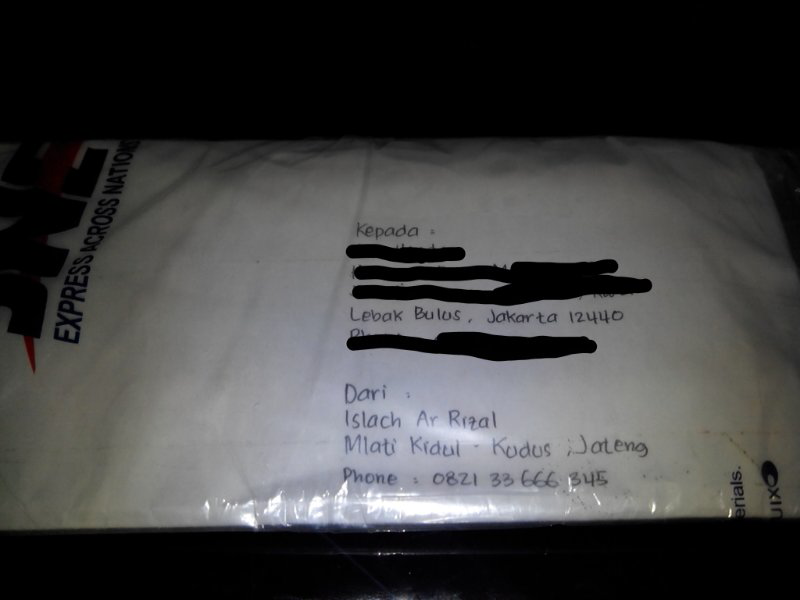 JNE
EXPRESS ACROSS NATIONS
Kepada :
Lebak Bulus, Jakarta 12440
Dari :
Islach Ar Rizal
Mlati Kidul - Kudus, Jateng
Phone : 0821 33 666 345
erials.